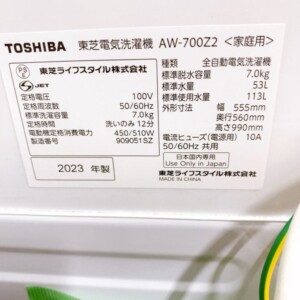 TOSHIBA 東芝電気洗濯機 AW-700Z2 <家庭用>
PS E JET
東芝ライフスタイル株式会社
定格電圧 100V
定格周波数 50/60Hz
標準洗濯容量 7.0kg
定格時間 洗いのみ 12分
電動機定格消費電力 450/510W
製造番号 909051SZ
2023 年製
種類 全自動電気洗濯機
標準脱水容量 7.0kg
標準水量 53L
標準使用水量 113L
外形寸法 幅 555mm
奥行560mm
高さ990mm
電流ヒューズ(電源用) 10A
50/60Hz 共用
日本国内専用
Use Only in Japan
東芝ライフスタイル株式会社
MADE IN CHINA